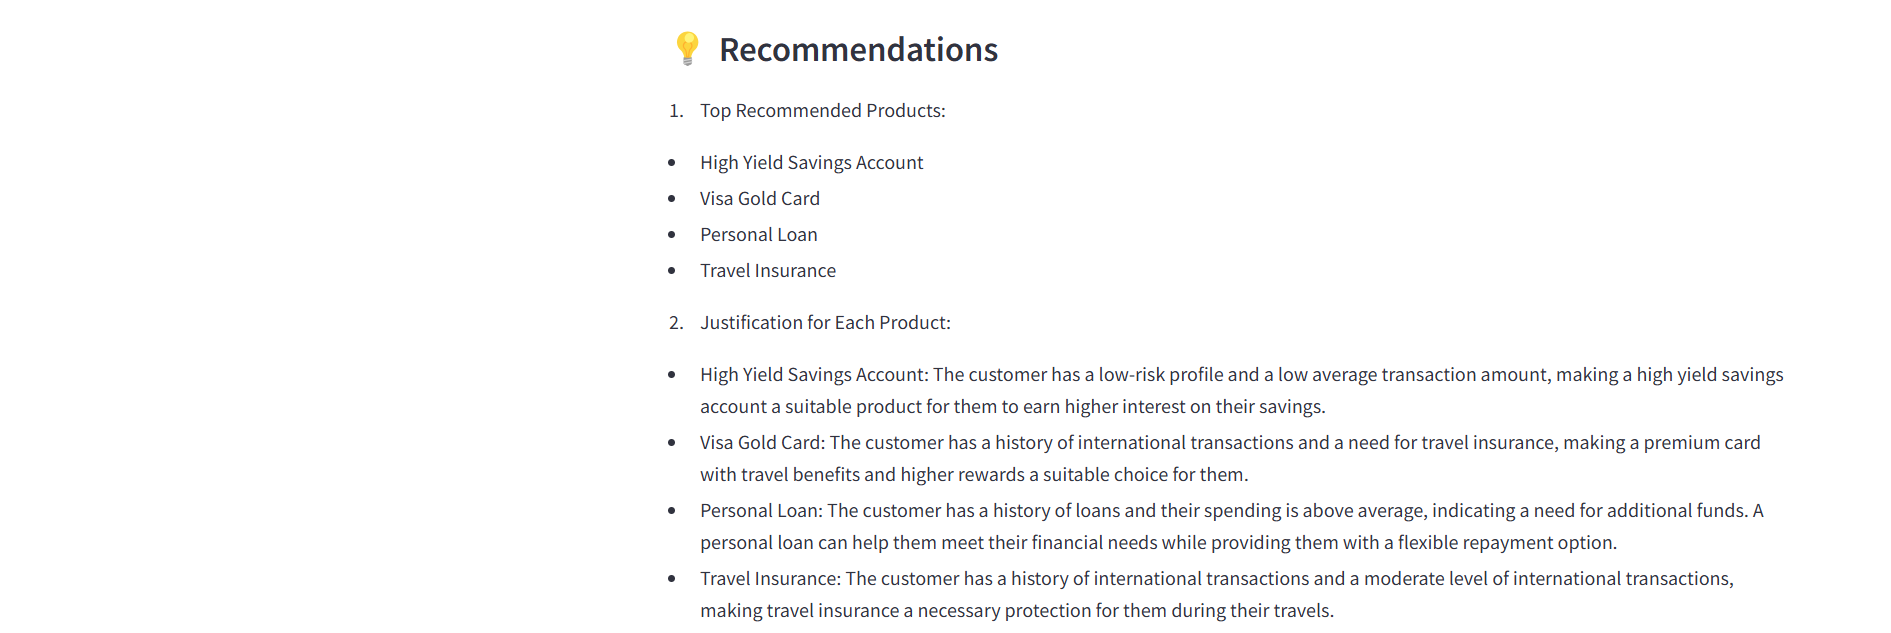 💡 Recommendations
1. Top Recommended Products:
• High Yield Savings Account
• Visa Gold Card
• Personal Loan
• Travel Insurance
2. Justification for Each Product:
• High Yield Savings Account: The customer has a low-risk profile and a low average transaction amount, making a high yield savings
account a suitable product for them to earn higher interest on their savings.
• Visa Gold Card: The customer has a history of international transactions and a need for travel insurance, making a premium card
with travel benefits and higher rewards a suitable choice for them.
• Personal Loan: The customer has a history of loans and their spending is above average, indicating a need for additional funds. A
personal loan can help them meet their financial needs while providing them with a flexible repayment option.
• Travel Insurance: The customer has a history of international transactions and a moderate level of international transactions,
making travel insurance a necessary protection for them during their travels.